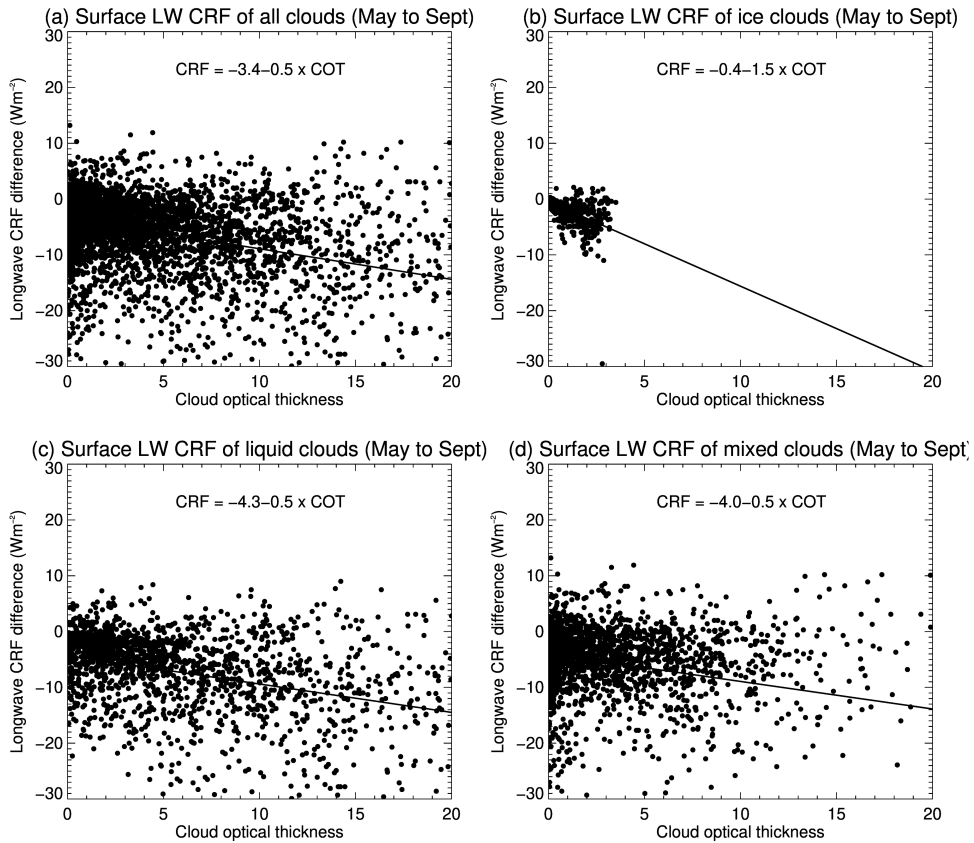 (a) Surface LW CRF of all clouds (May to Sept)
CRF = −3.4−0.5 x COT
Longwave CRF difference (Wm⁻²)
30
20
10
0
−10
−20
−30
0 5 10 15 20
Cloud optical thickness
(b) Surface LW CRF of ice clouds (May to Sept)
CRF = −0.4−1.5 x COT
Longwave CRF difference (Wm⁻²)
30
20
10
0
−10
−20
−30
0 5 10 15 20
Cloud optical thickness
(c) Surface LW CRF of liquid clouds (May to Sept)
CRF = −4.3−0.5 x COT
Longwave CRF difference (Wm⁻²)
30
20
10
0
−10
−20
−30
0 5 10 15 20
Cloud optical thickness
(d) Surface LW CRF of mixed clouds (May to Sept)
CRF = −4.0−0.5 x COT
Longwave CRF difference (Wm⁻²)
30
20
10
0
−10
−20
−30
0 5 10 15 20
Cloud optical thickness